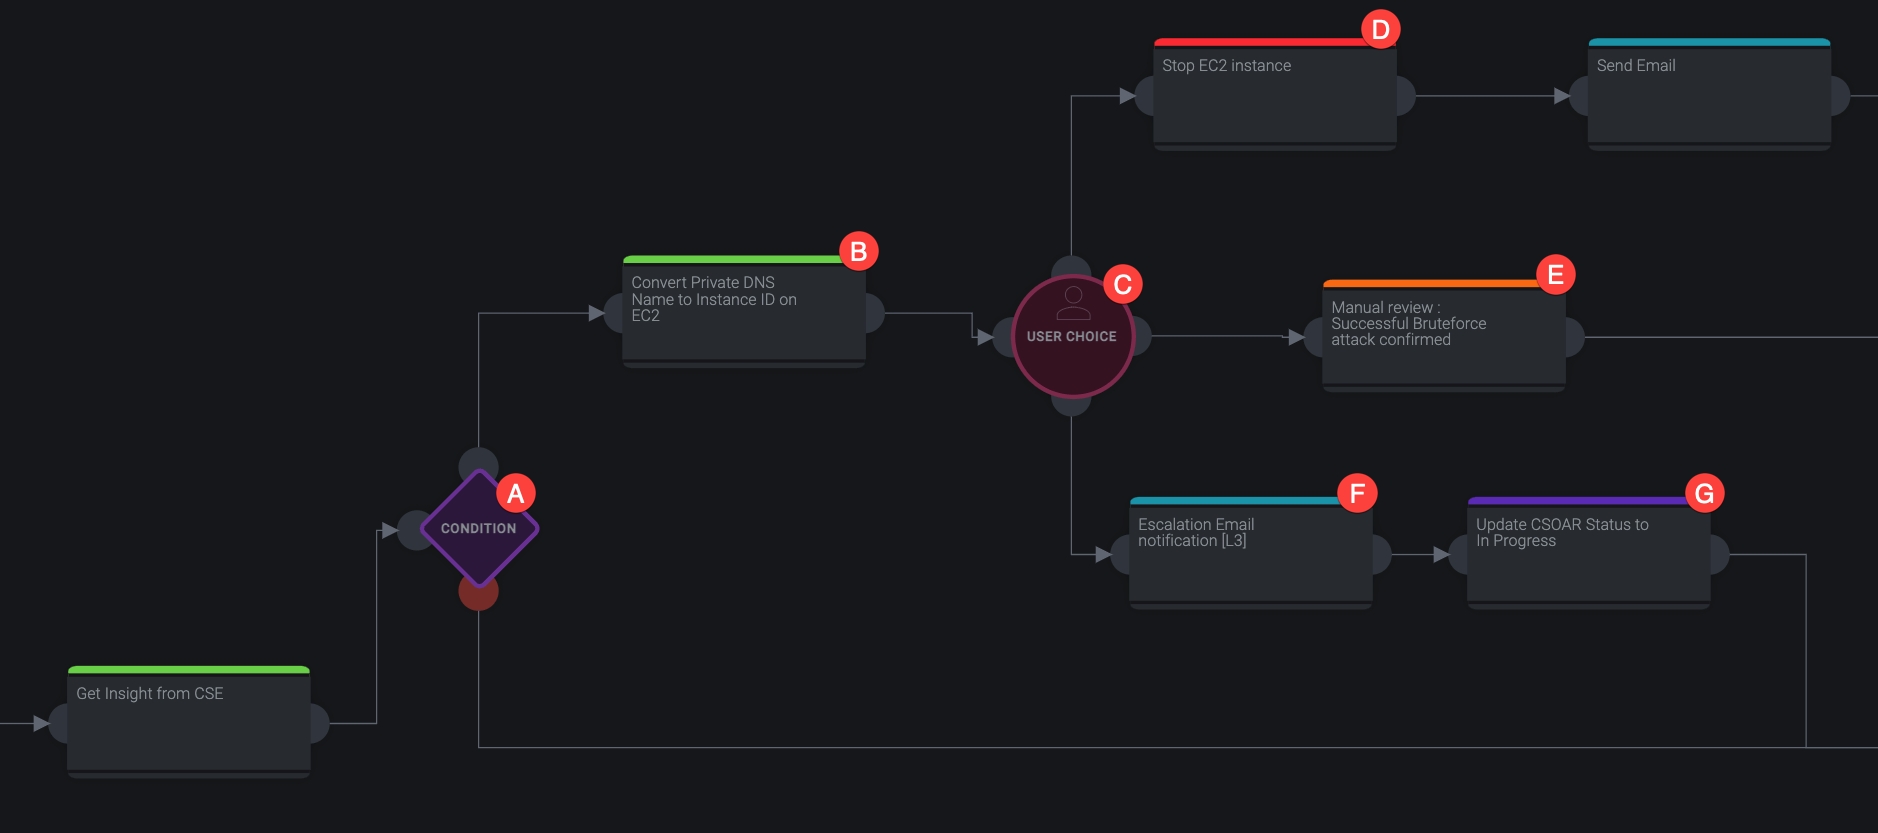 D
Stop EC2 instance
Send Email
B
Convert Private DNS
Name to Instance ID on
EC2
C
USER CHOICE
E
Manual review :
Successful Bruteforce
attack confirmed
A
CONDITION
F
Escalation Email
notification [L3]
G
Update CSOAR Status to
In Progress
Get Insight from CSE